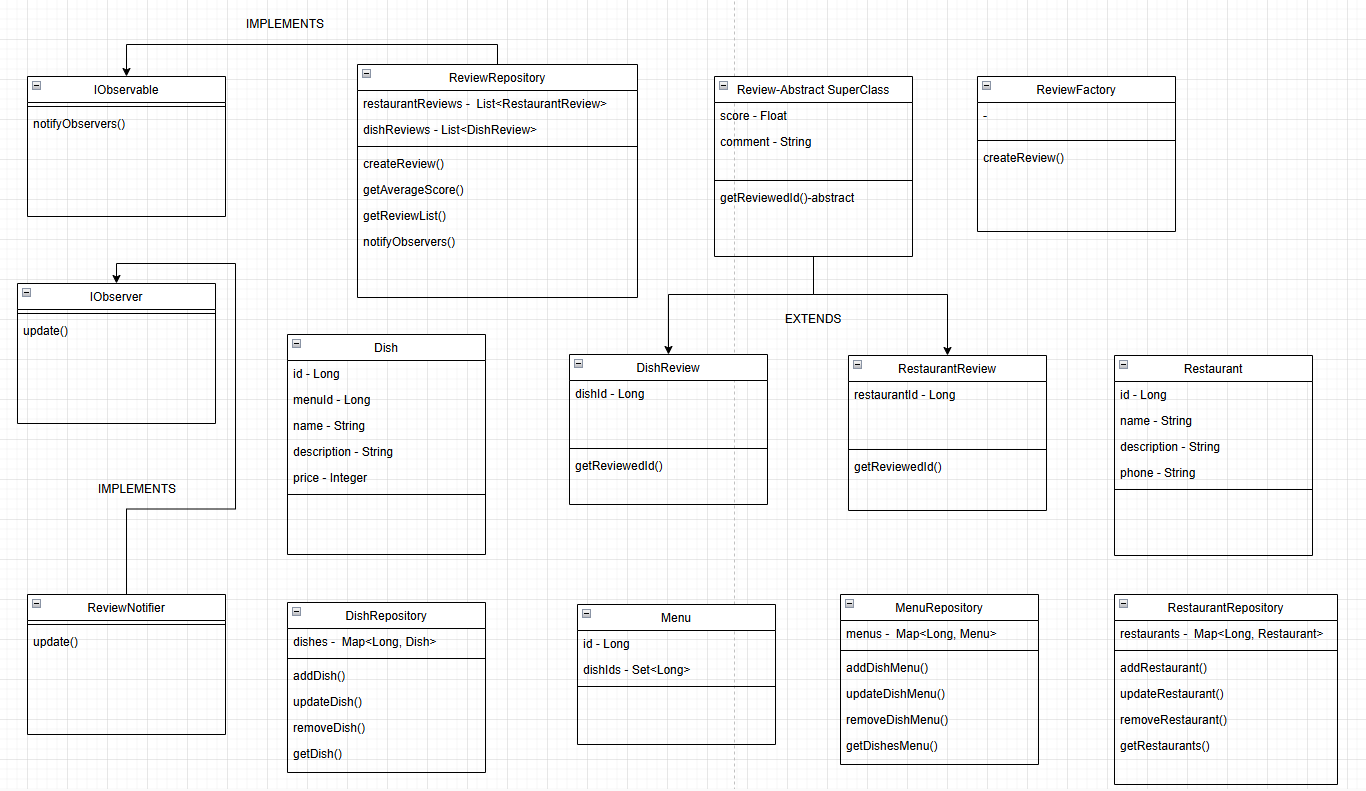 IMPLEMENTS
IObservable
notifyObservers()
ReviewRepository
restaurantReviews - List<RestaurantReview>
dishReviews - List<DishReview>
createReview()
getAverageScore()
getReviewList()
notifyObservers()
Review-Abstract SuperClass
score - Float
comment - String
getReviewedId()-abstract
ReviewFactory
-
createReview()
IObserver
update()
EXTENDS
Dish
id - Long
menuId - Long
name - String
description - String
price - Integer
DishReview
dishId - Long
getReviewedId()
RestaurantReview
restaurantId - Long
getReviewedId()
Restaurant
id - Long
name - String
description - String
phone - String
IMPLEMENTS
ReviewNotifier
update()
DishRepository
dishes - Map<Long, Dish>
addDish()
updateDish()
removeDish()
getDish()
Menu
id - Long
dishIds - Set<Long>
MenuRepository
menus - Map<Long, Menu>
addDishMenu()
updateDishMenu()
removeDishMenu()
getDishesMenu()
RestaurantRepository
restaurants - Map<Long, Restaurant>
addRestaurant()
updateRestaurant()
removeRestaurant()
getRestaurants()